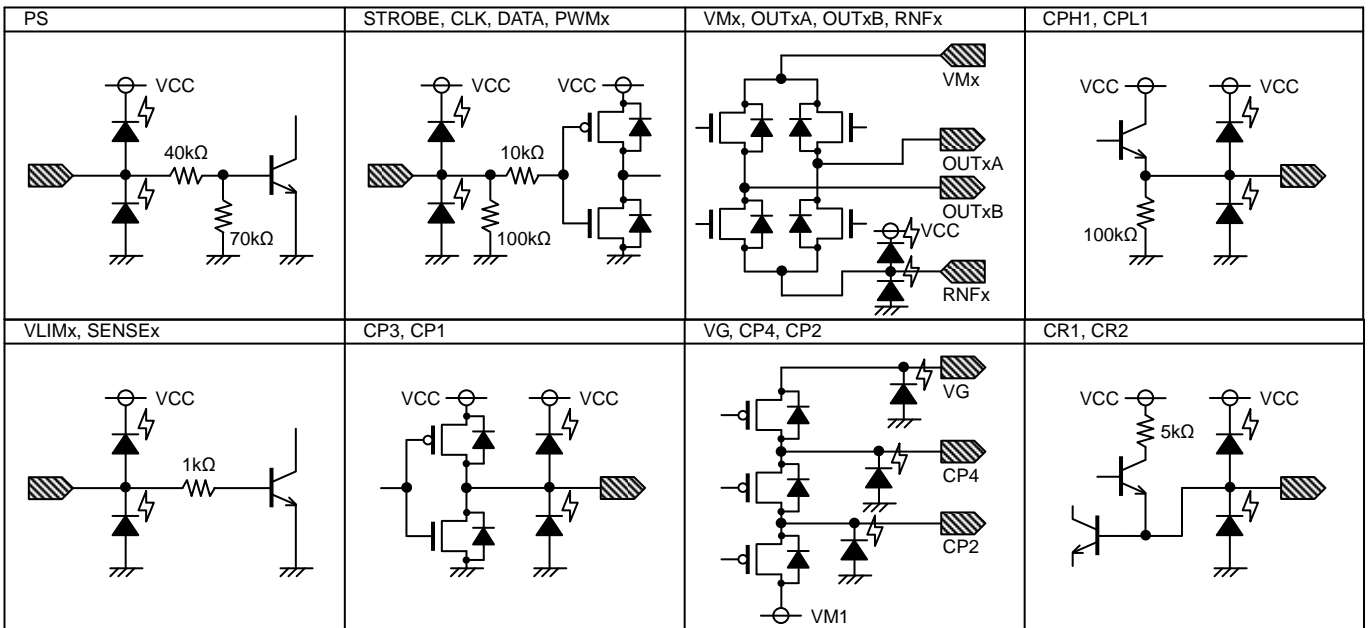 PS
VCC
40kΩ
70kΩ
STROBE, CLK, DATA, PWMx
VCC
VCC
10kΩ
100kΩ
VMx, OUTxA, OUTxB, RNFx
VMx
OUTxA
OUTxB
VCC
RNFx
CPH1, CPL1
VCC
VCC
100kΩ
VLIMx, SENSEx
VCC
1kΩ
CP3, CP1
VCC
VCC
VG, CP4, CP2
VG
CP4
CP2
VM1
CR1, CR2
VCC
VCC
5kΩ